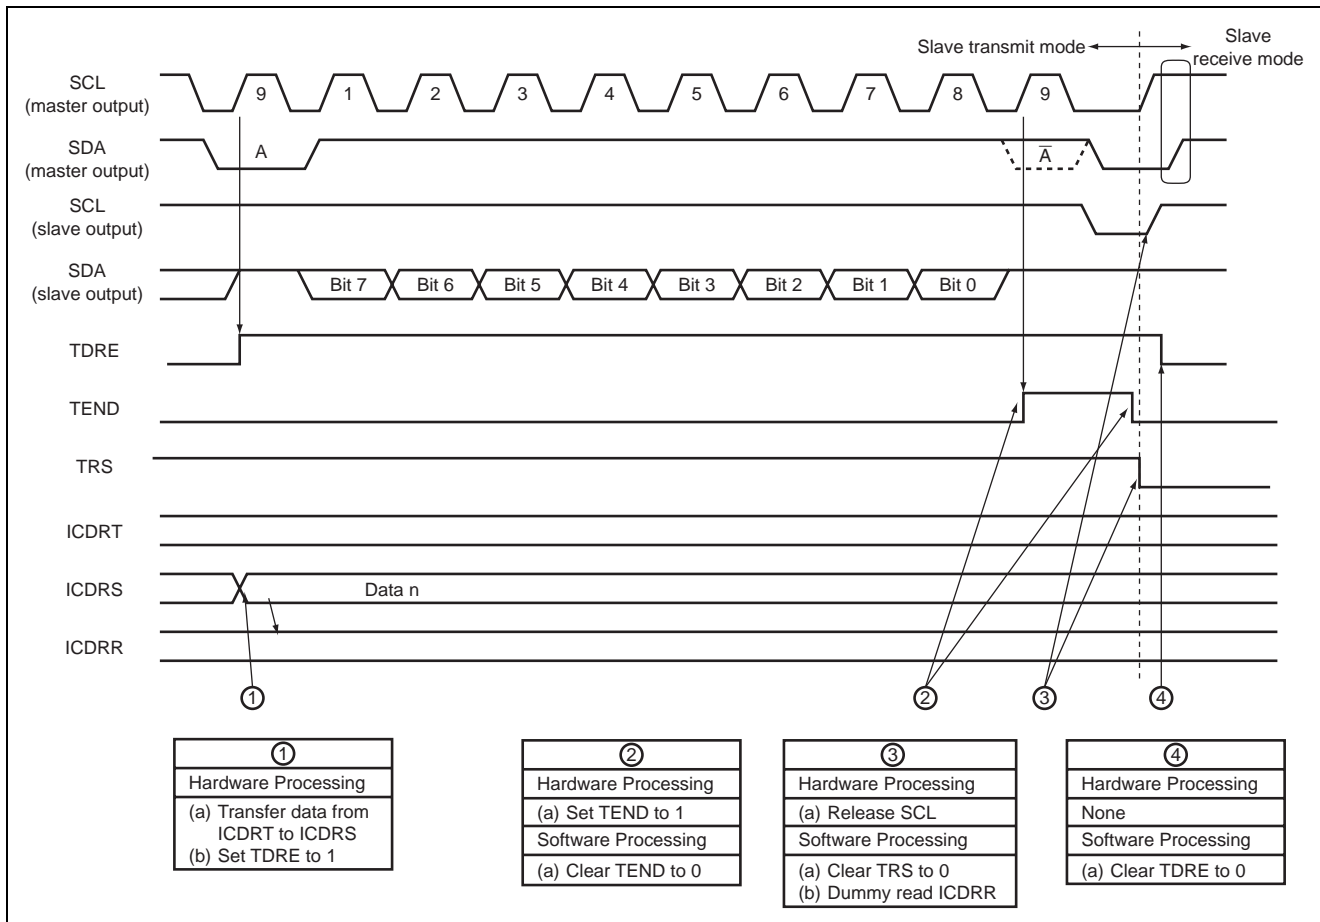 Slave transmit mode
Slave
receive mode
SCL
(master output)
9 1 2 3 4 5 6 7 8 9
SDA
(master output)
A
A̅
SCL
(slave output)
SDA
(slave output)
Bit 7 Bit 6 Bit 5 Bit 4 Bit 3 Bit 2 Bit 1 Bit 0
TDRE
TEND
TRS
ICDRT
ICDRS
Data n
ICDRR
① ② ③ ④
①
Hardware Processing
(a) Transfer data from
ICDRT to ICDRS
(b) Set TDRE to 1
②
Hardware Processing
(a) Set TEND to 1
Software Processing
(a) Clear TEND to 0
③
Hardware Processing
(a) Release SCL
Software Processing
(a) Clear TRS to 0
(b) Dummy read ICDRR
④
Hardware Processing
None
Software Processing
(a) Clear TDRE to 0